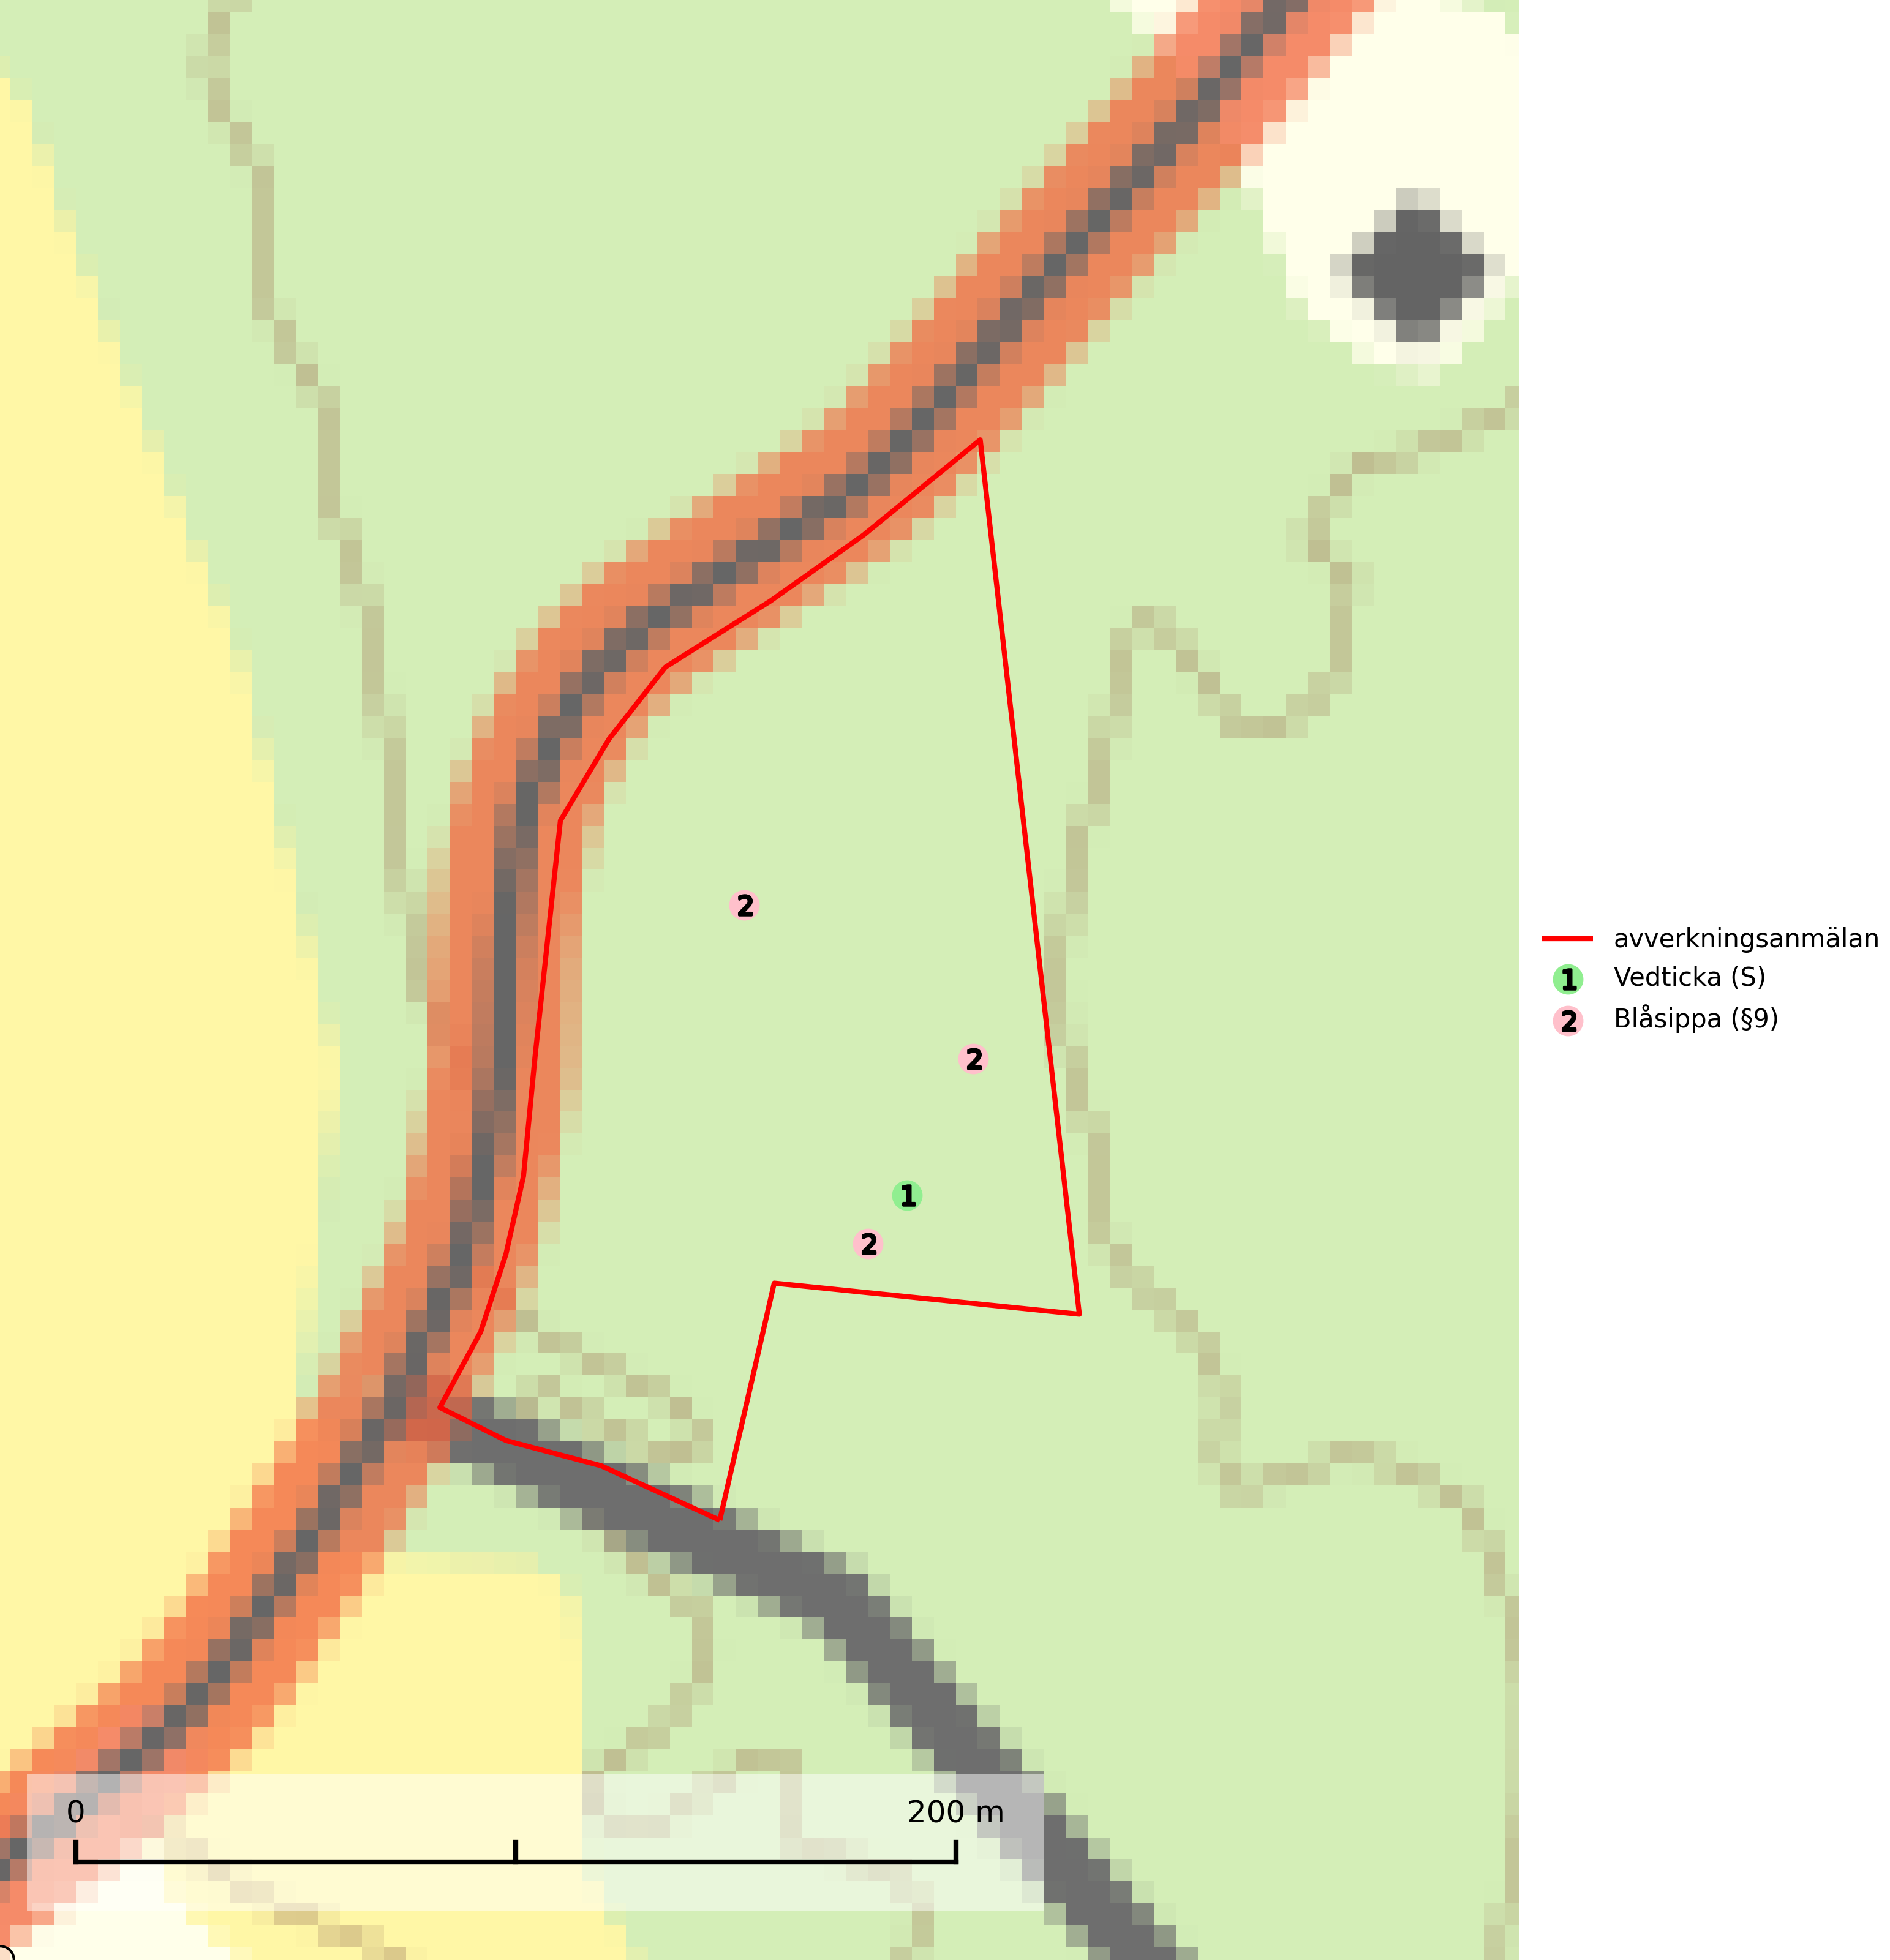 2
2
1
2
avverkningsanmälan
1 Vedticka (S)
2 Blåsippa (§9)
0 200 m